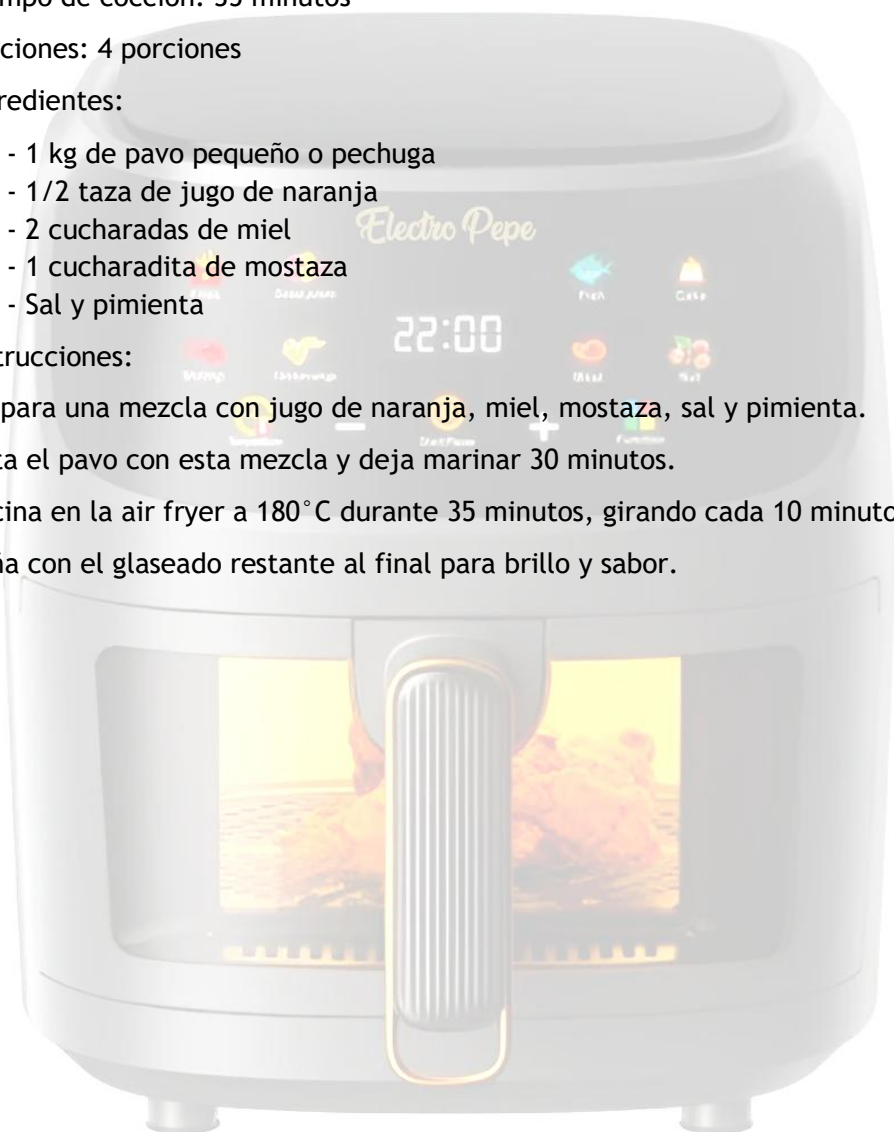 mpo de cocción: 35 minutos
ciones: 4 porciones
redientes:
- 1 kg de pavo pequeño o pechuga
- 1/2 taza de jugo de naranja
- 2 cucharadas de miel
- 1 cucharadita de mostaza
- Sal y pimienta
Electro Pepe
Fish
Cake
22:00
trucciones:
para una mezcla con jugo de naranja, miel, mostaza, sal y pimienta.
ta el pavo con esta mezcla y deja marinar 30 minutos.
cina en la air fryer a 180°C durante 35 minutos, girando cada 10 minuto
ña con el glaseado restante al final para brillo y sabor.